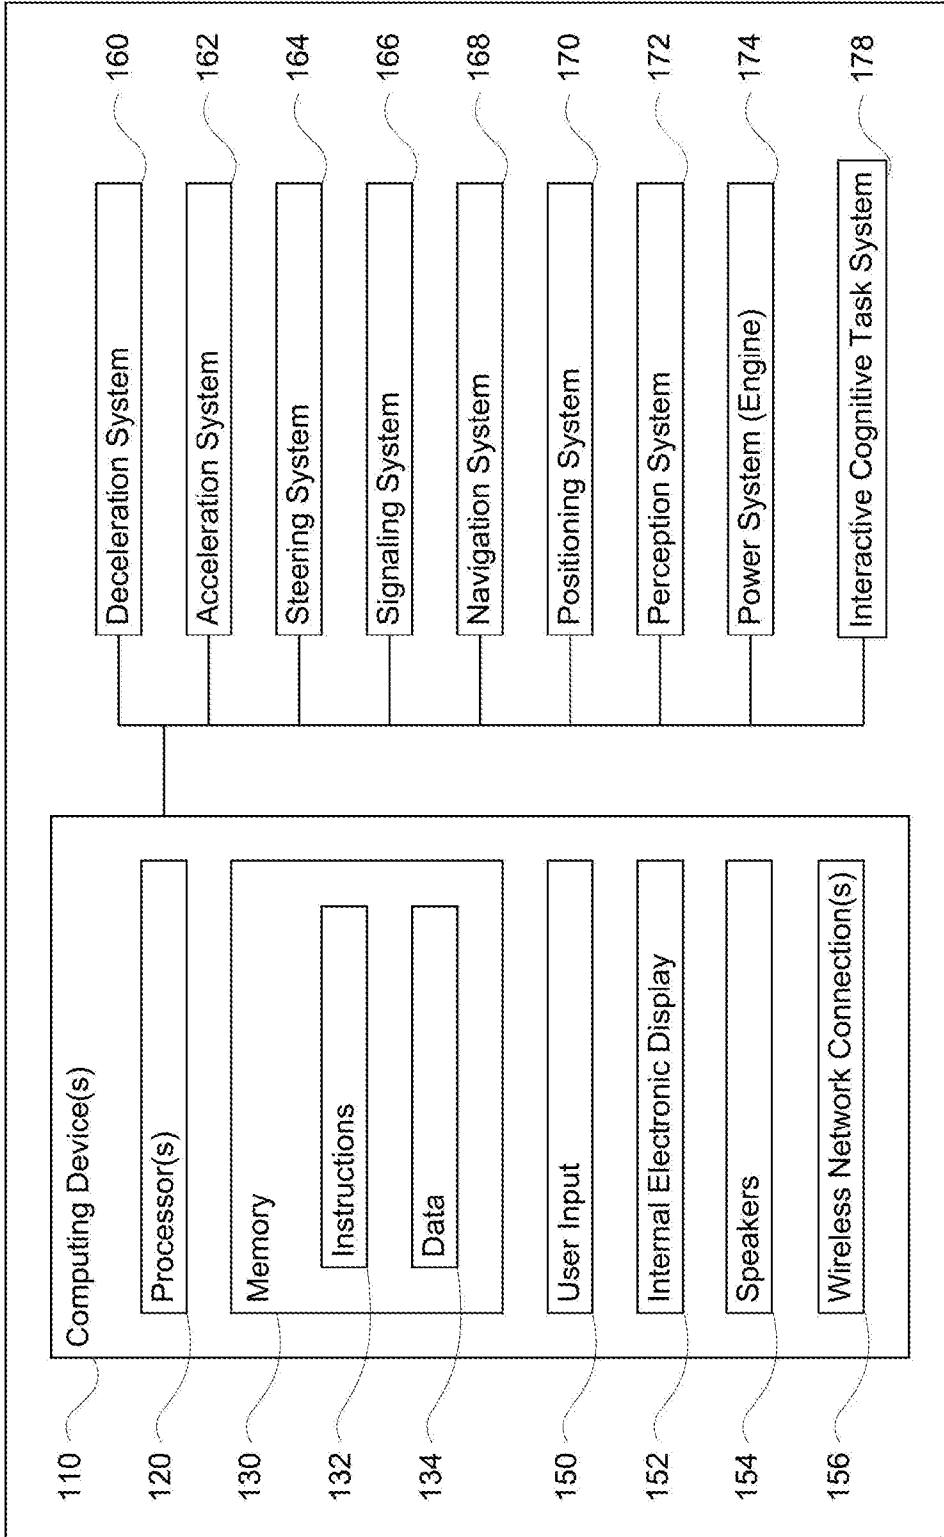 110
Computing Device(s)
120
Processor(s)
130
Memory
132
Instructions
134
Data
150
User Input
152
Internal Electronic Display
154
Speakers
156
Wireless Network Connection(s)
Deceleration System
160
Acceleration System
162
Steering System
164
Signaling System
166
Navigation System
168
Positioning System
170
Perception System
172
Power System (Engine)
174
Interactive Cognitive Task System
178